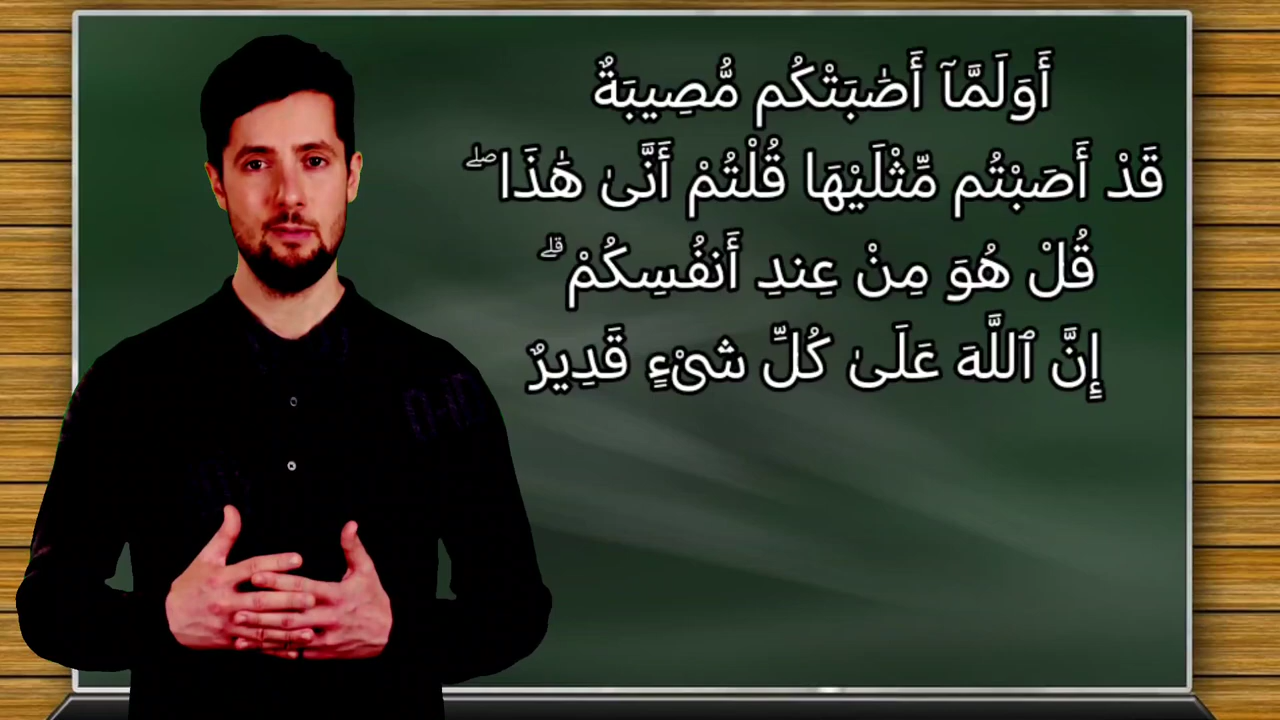 أَوَلَمَّآ أَصَٰبَتْكُم مُّصِيبَةٌ
قَدْ أَصَبْتُم مِّثْلَيْهَا قُلْتُمْ أَنَّىٰ هَٰذَا ۖ
قُلْ هُوَ مِنْ عِندِ أَنفُسِكُمْ ۗ
إِنَّ ٱللَّهَ عَلَىٰ كُلِّ شَىْءٍ قَدِيرٌ